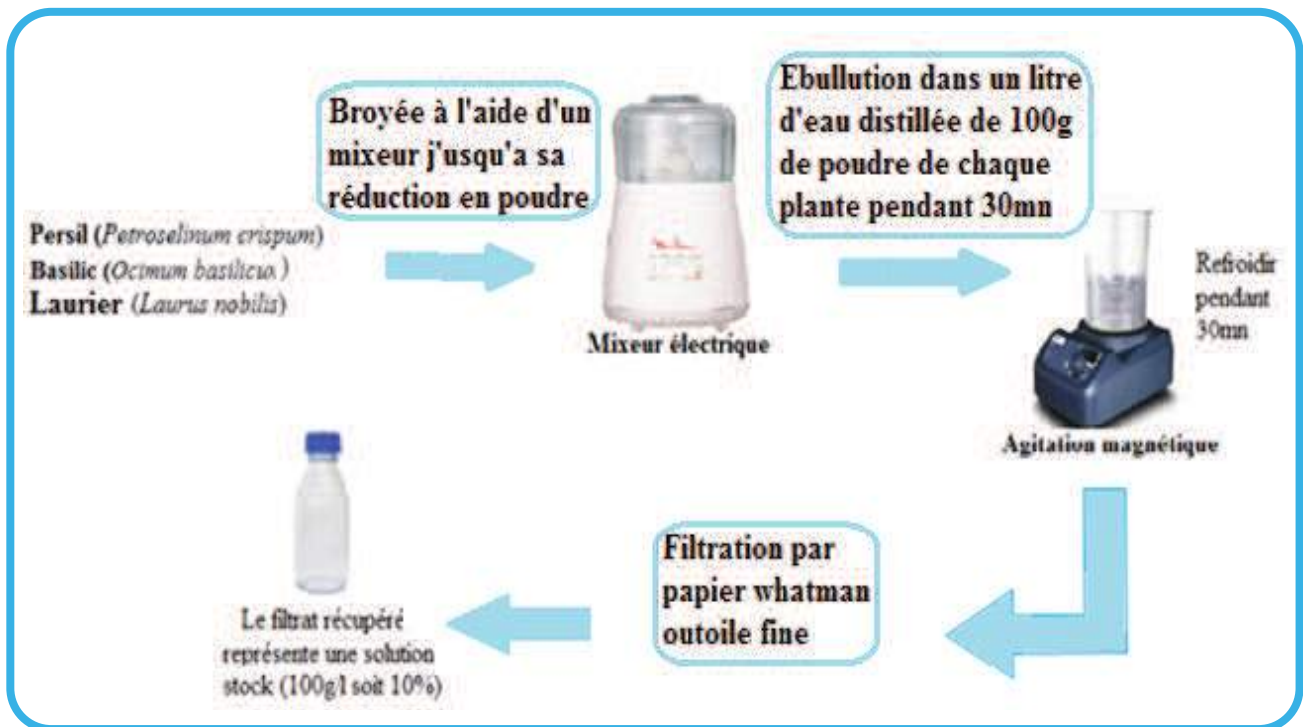 Broyée à l'aide d'un
mixeur j'usqu'a sa
réduction en poudre
Ebullution dans un litre
d'eau distillée de 100g
de poudre de chaque
plante pendant 30mn
Persil (Petroselinum crispum)
Basilic (Ocimum basilicux )
Laurier (Laurus nobilis)
Mixeur électrique
Refroidir
pendant
30mn
Agitation magnétique
Filtration par
papier whatman
outoile fine
Le filtrat récupéré
représente une solution
stock (100g/l soit 10%)